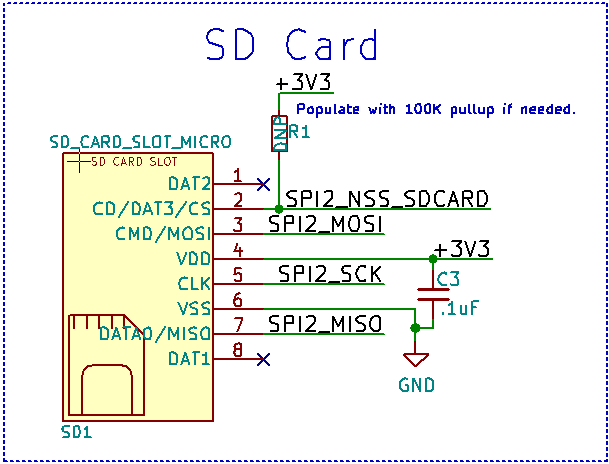 SD Card
+3V3
Populate with 100K pullup if needed.
DNP
R1
SD_CARD_SLOT_MICRO
SD CARD SLOT
DAT2 1
CD/DAT3/CS 2 SPI2_NSS_SDCARD
CMD/MOSI 3 SPI2_MOSI
VDD 4 +3V3
CLK 5 SPI2_SCK
C3
.1uF
VSS 6
DATAO/MISO 7 SPI2_MISO
DAT1 8
GND
SD1